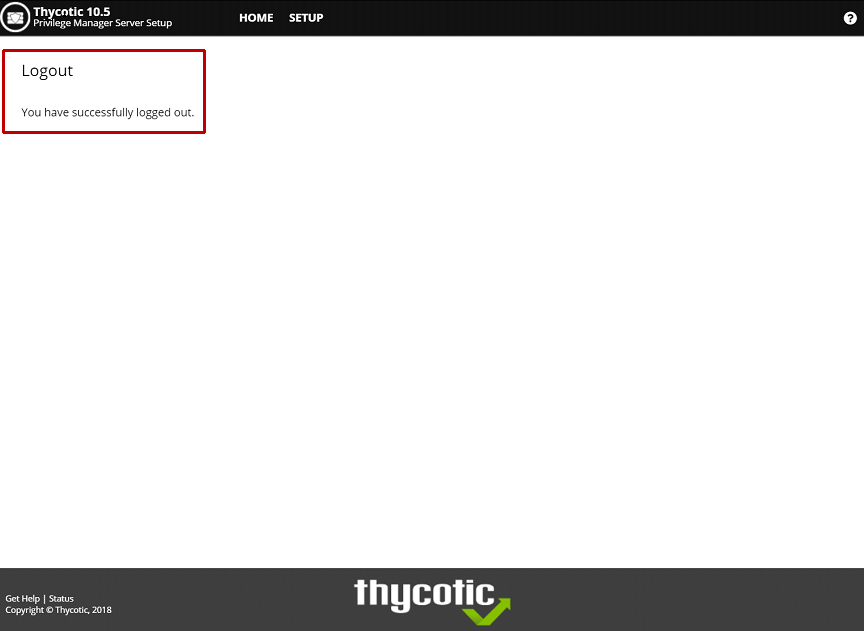 Thycotic 10.5
Privilege Manager Server Setup
HOME SETUP
?
Logout
You have successfully logged out.
Get Help | Status
Copyright © Thycotic, 2018
thycotic